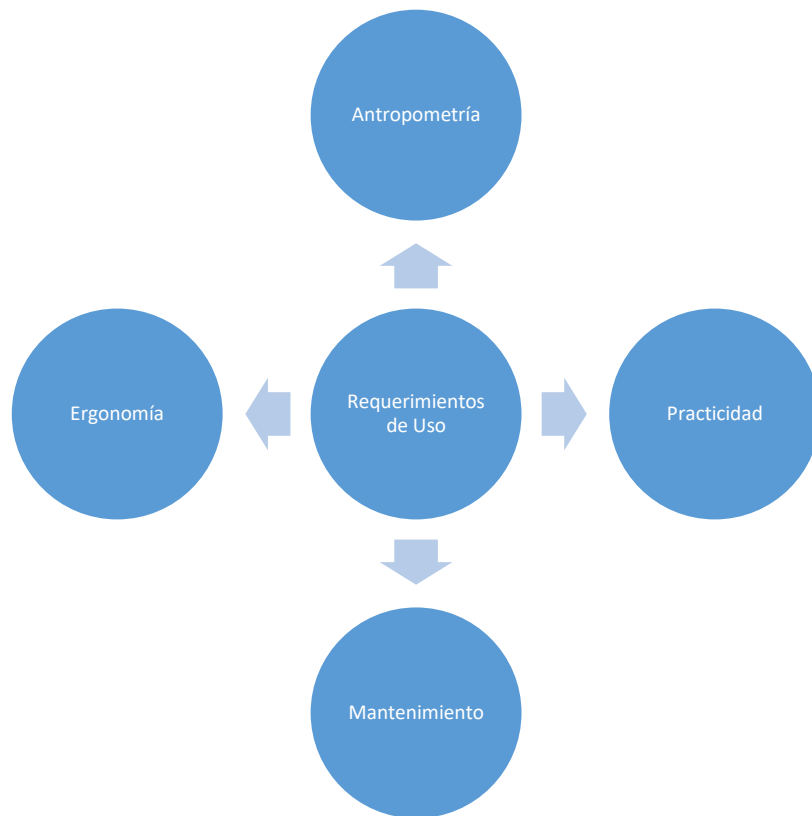 Antropometría
Ergonomía
Requerimientos
de Uso
Practicidad
Mantenimiento